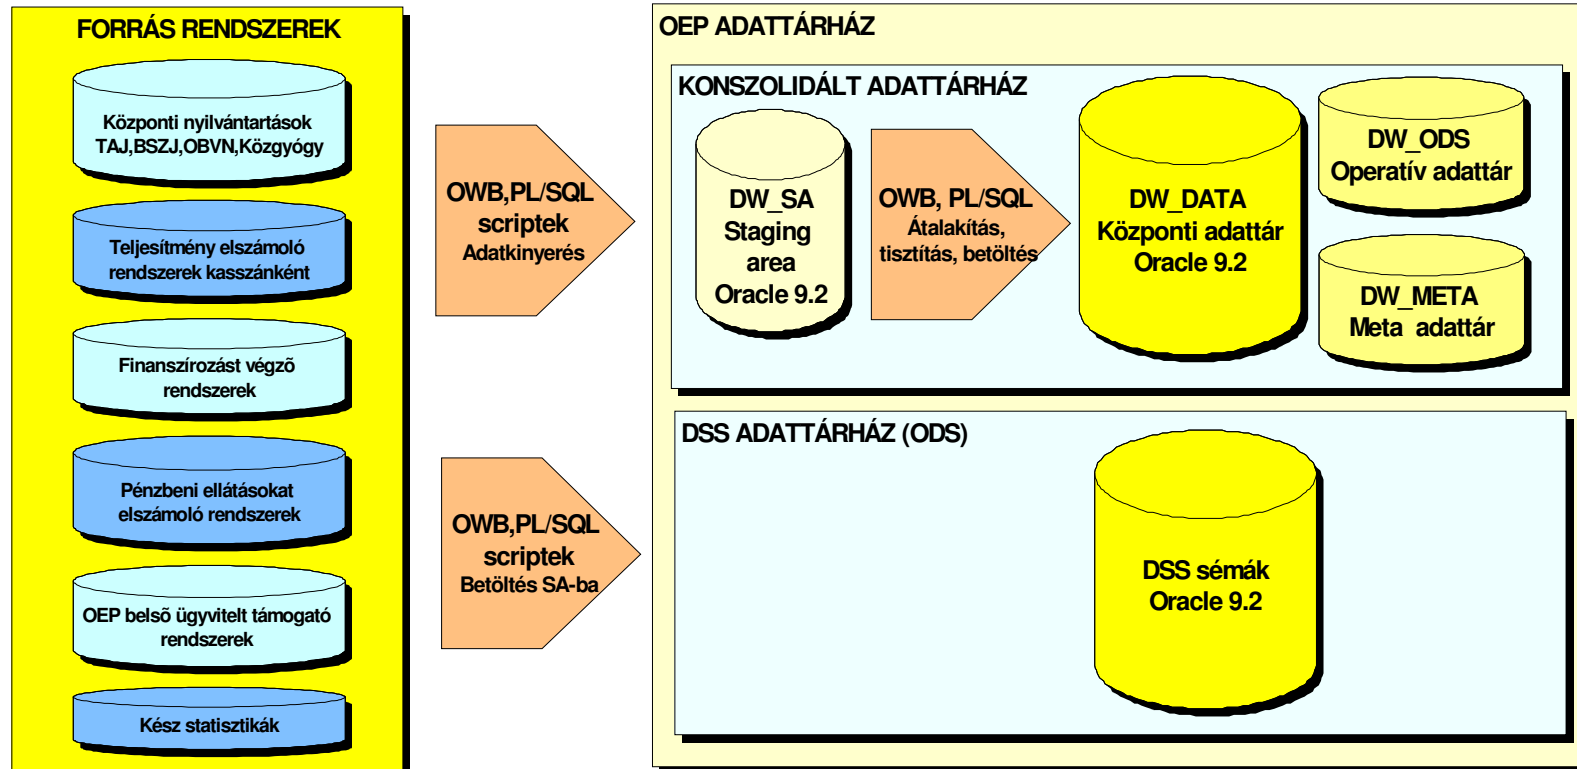 FORRÁS RENDSZEREK
Központi nyilvántartások
TAJ,BSZJ,OBVN,Közgyógy
Teljesítmény elszámoló
rendszerek kasszánként
Finanszírozást végzõ
rendszerek
Pénzbeni ellátásokat
elszámoló rendszerek
OEP belsõ ügyvitelt támogató
rendszerek
Kész statisztikák
OWB,PL/SQL
scriptek
Adatkinyerés
OWB,PL/SQL
scriptek
Betöltés SA-ba
OEP ADATTÁRHÁZ
KONSZOLIDÁLT ADATTÁRHÁZ
DW_SA
Staging
area
Oracle 9.2
OWB, PL/SQL
Átalakítás,
tisztítás, betöltés
DW_DATA
Központi adattár
Oracle 9.2
DW_ODS
Operatív adattár
DW_META
Meta adattár
DSS ADATTÁRHÁZ (ODS)
DSS sémák
Oracle 9.2